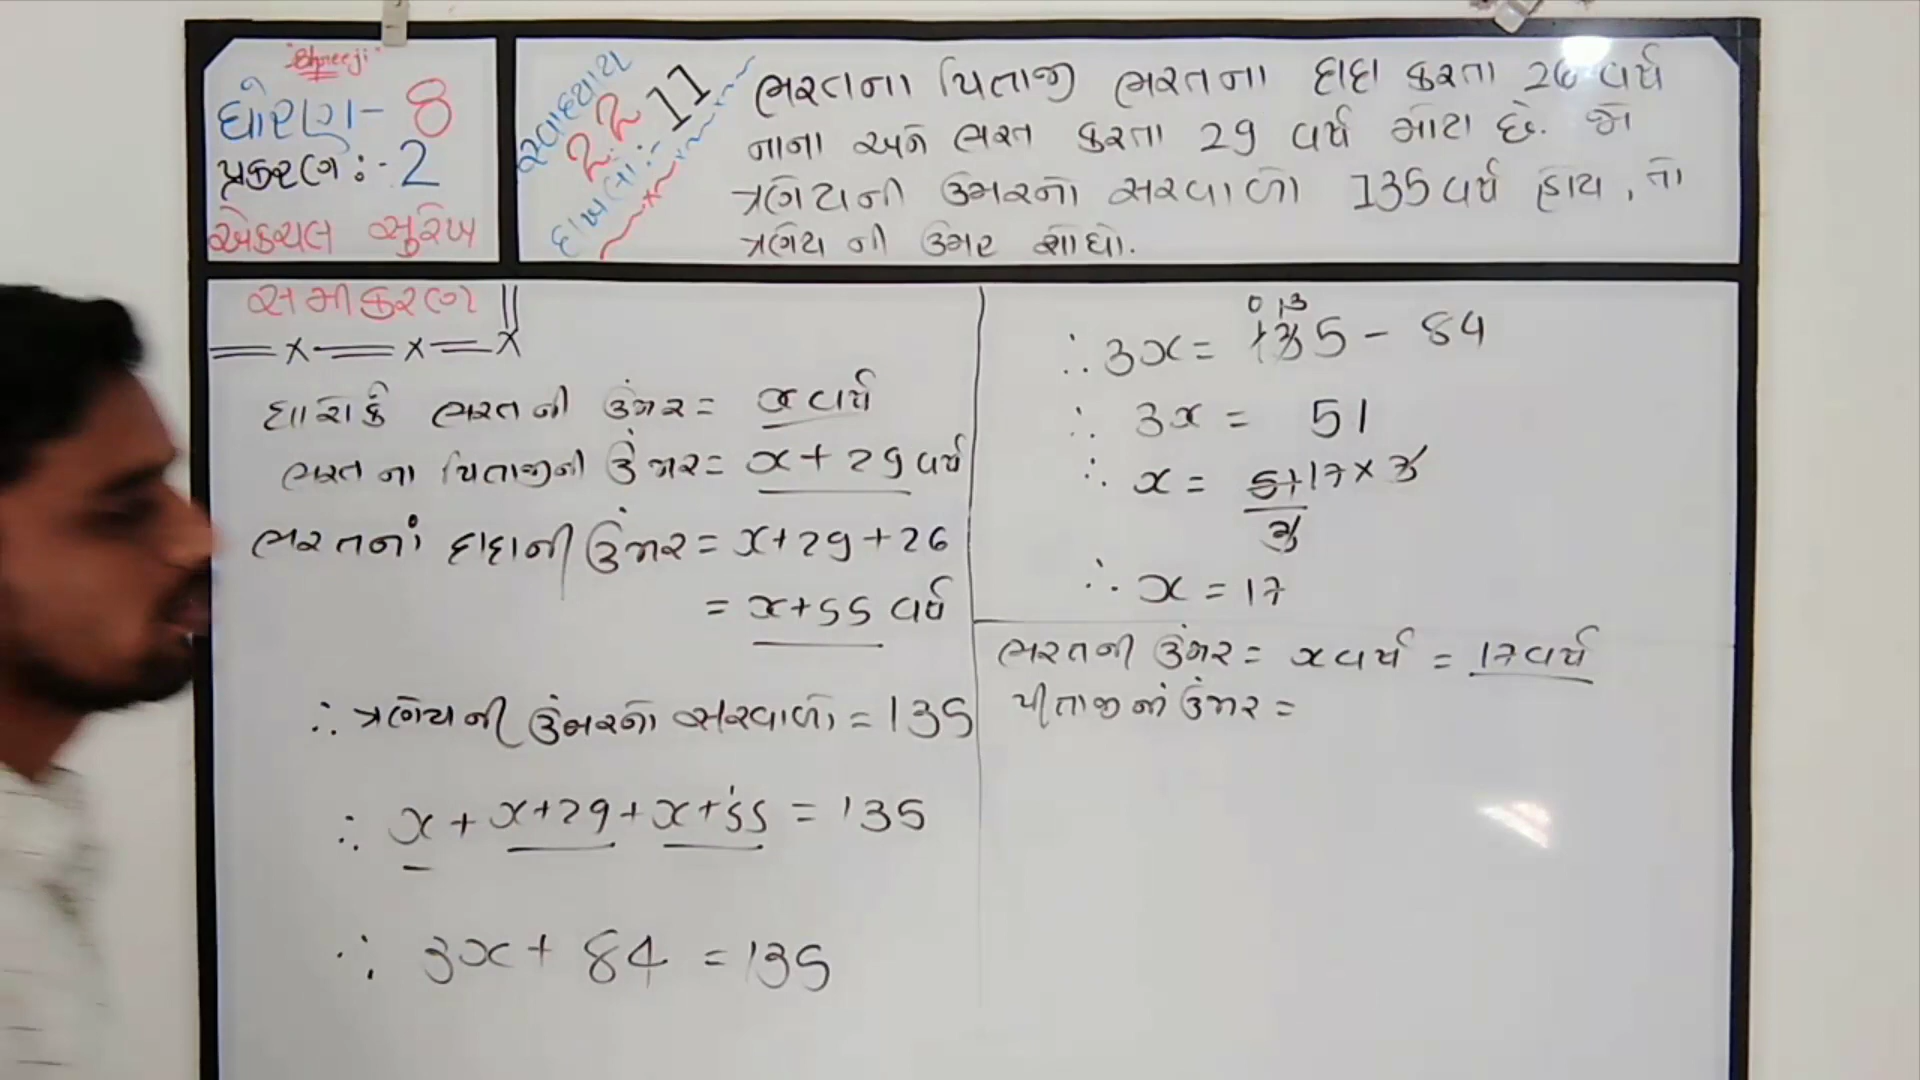 "Shreeji"
ધોરણ - 8
પ્રકરણ :- 2
એકચલ સુરેખ
સમીકરણ
સ્વાધ્યાય
2.2
દાખલો :- 11
ભરતના પિતાજી ભરતના દાદા કરતા 26 વર્ષ
નાના અને ભરત કરતા 29 વર્ષ મોટા છે. જો
ત્રણેયની ઉંમરનો સરવાળો 135 વર્ષ હોય, તો
ત્રણેય ની ઉંમર શોધો.
ધારોકે ભરત ની ઉંમર = x વર્ષ
ભરત ના પિતાજીની ઉંમર = x + 29 વર્ષ
ભરતનાં દાદાની ઉંમર = x + 29 + 26
= x + 55 વર્ષ
∴ ત્રણેય ની ઉંમરનો સરવાળો = 135
∴ x + x + 29 + x + 55 = 135
∴ 3x + 84 = 135
0 13
∴ 3x = 135 - 84
∴ 3x = 51
∴ x = 51 17 × 3
3
∴ x = 17
ભરતની ઉંમર = x વર્ષ = 17 વર્ષ
પીતાજીનાં ઉંમર =